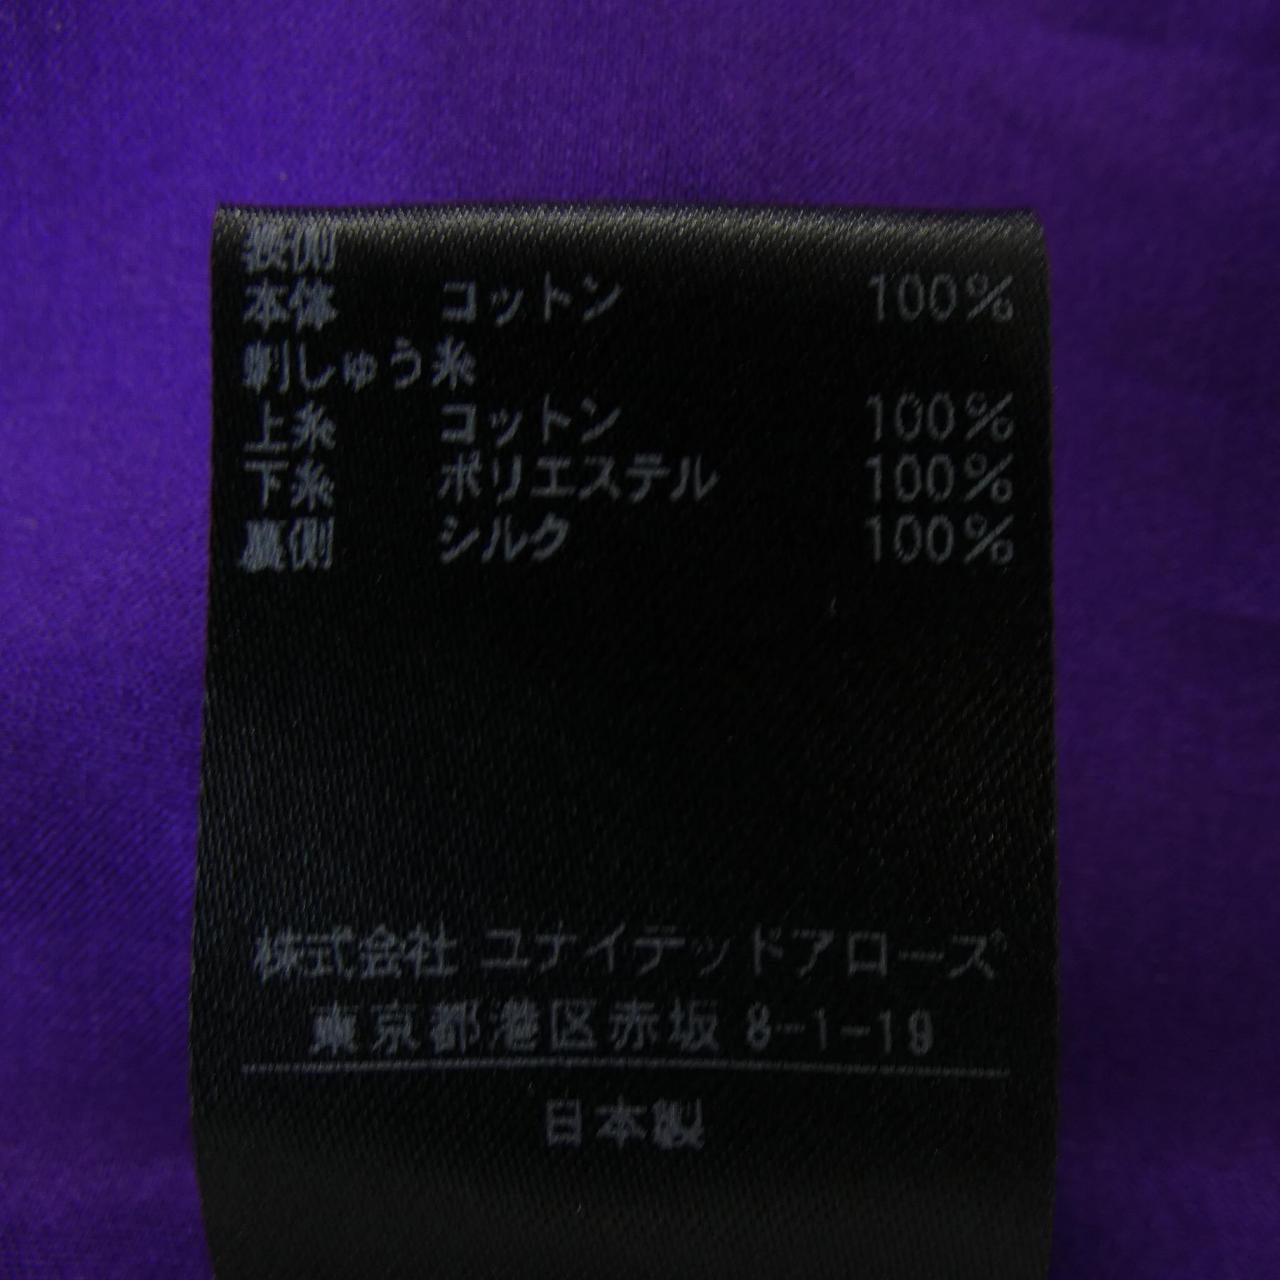 表側
本体 コットン 100%
刺しゅう糸
上糸 コットン 100%
下糸 ポリエステル 100%
裏側 シルク 100%
株式会社 ユナイテッドアローズ
東京都港区赤坂 8-1-19
日本製